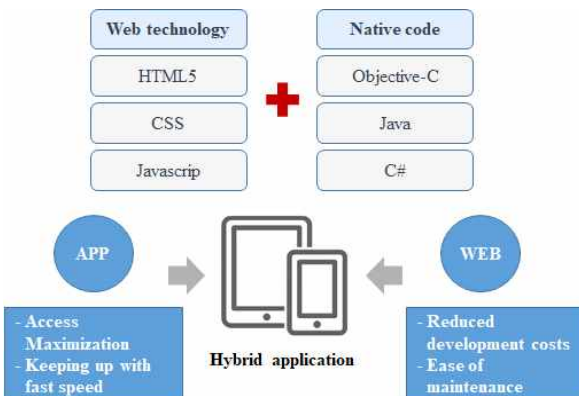 Web technology
Native code
HTML5
Objective-C
CSS
Java
Javascrip
C#
APP
WEB
- Access
Maximization
- Keeping up with
fast speed
Hybrid application
- Reduced
development costs
- Ease of
maintenance